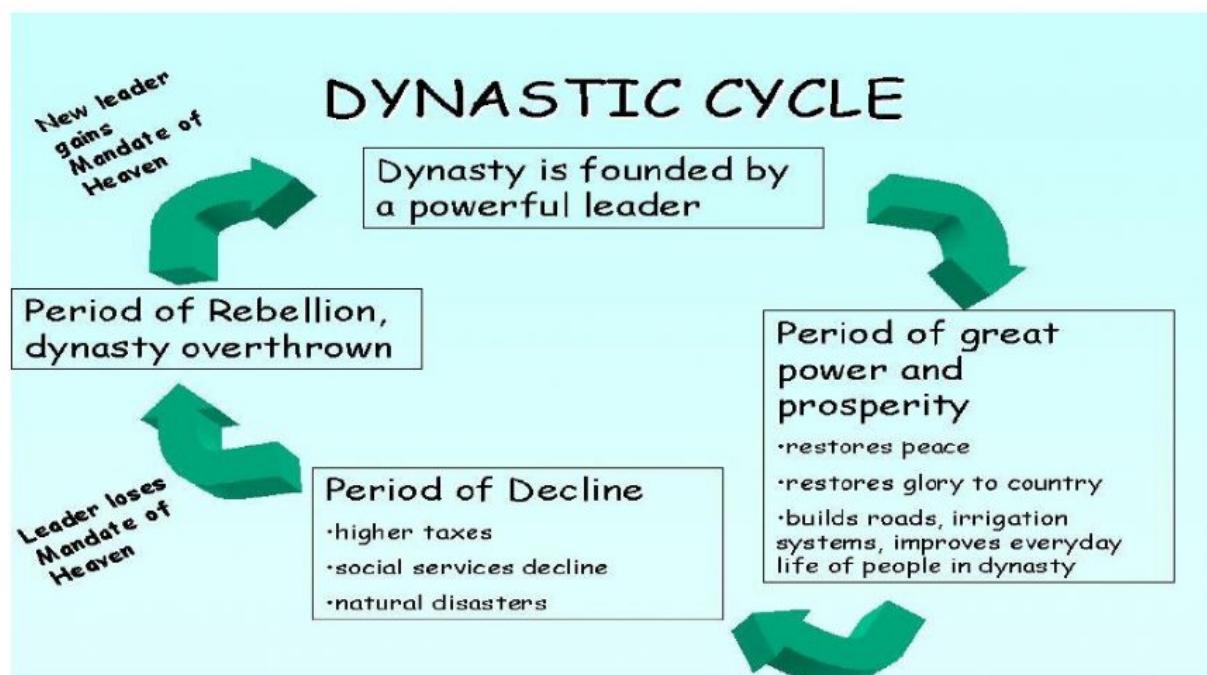 DYNASTIC CYCLE
New leader
gains
Mandate of
Heaven
Dynasty is founded by
a powerful leader
Period of great
power and
prosperity
•restores peace
•restores glory to country
•builds roads, irrigation
systems, improves everyday
life of people in dynasty
Period of Decline
•higher taxes
•social services decline
•natural disasters
Leader loses
Mandate of
Heaven
Period of Rebellion,
dynasty overthrown